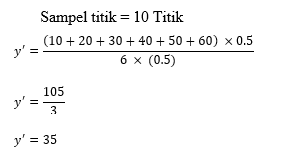 Sampel titik = 10 Titik
y′ = (10 + 20 + 30 + 40 + 50 + 60) × 0.5 / 6 × (0.5)
y′ = 105 / 3
y′ = 35